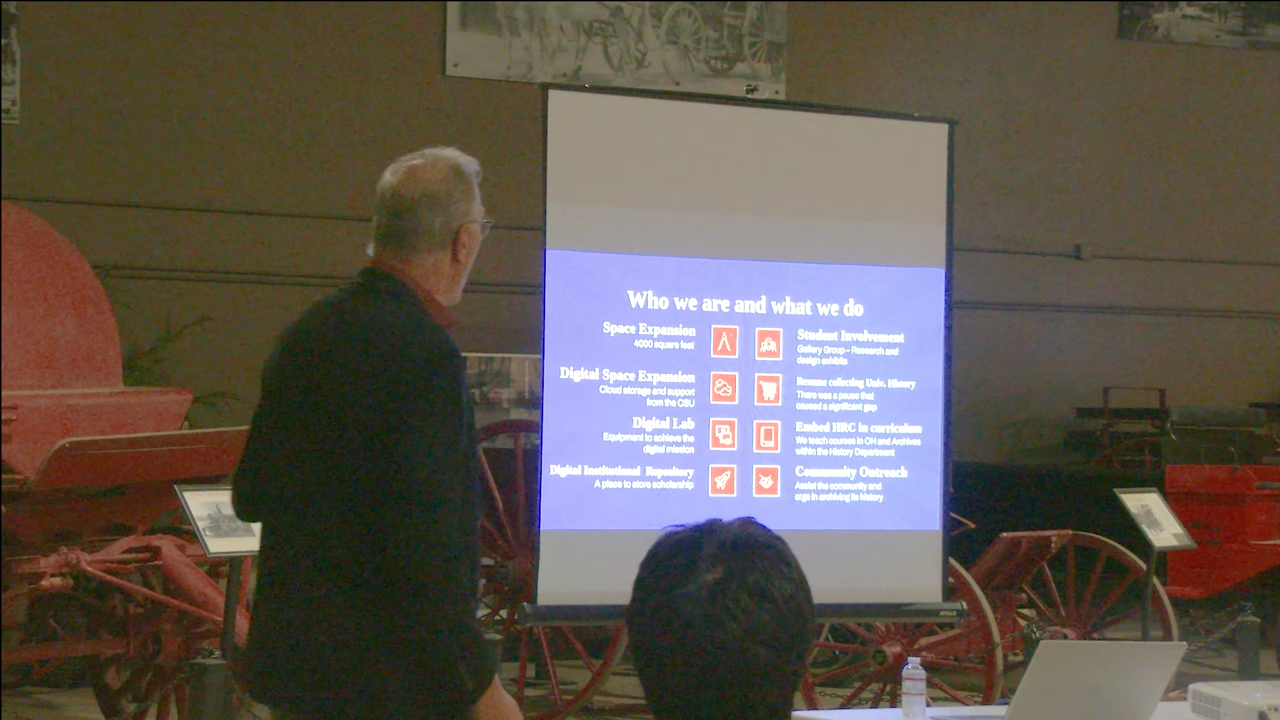 Who we are and what we do
Space Expansion
4000 square feet
Digital Space Expansion
Cloud storage and support
from the CSU
Digital Lab
Equipment to achieve the
digital mission
Digital Institutional Repository
A place to store scholarship
Student Involvement
Gallery Group - Research and
design exhibits
Resume collecting Univ. History
There was a pause that
caused a significant gap
Embed HRC in curriculum
We teach courses in OH and Archives
within the History Department
Community Outreach
Assist the community and
orgs in archiving its history